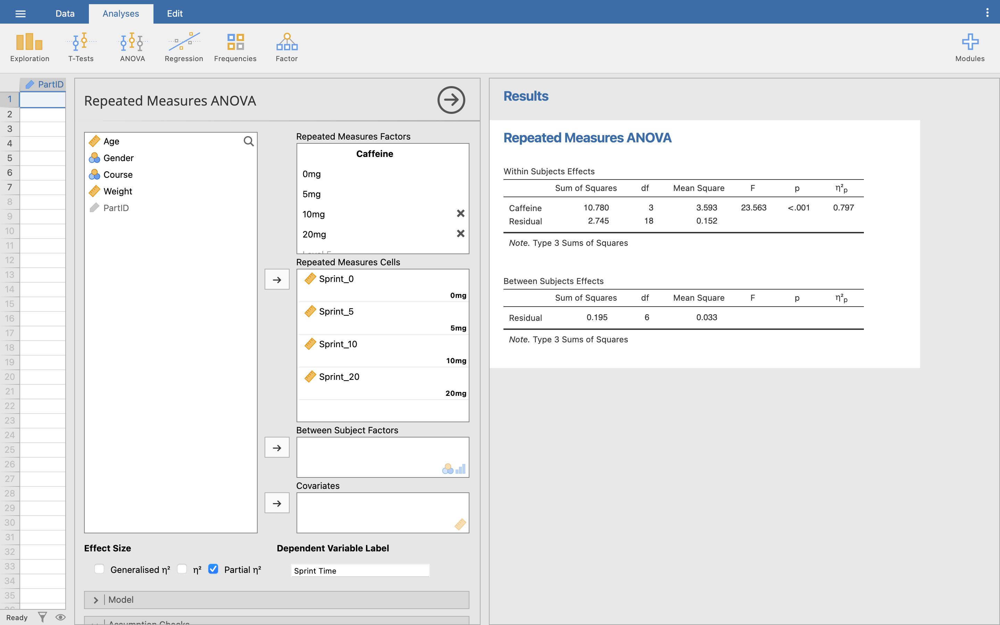 Data Analyses Edit
Exploration T-Tests ANOVA Regression Frequencies Factor Modules
PartID
1
2
3
4
5
6
7
8
9
10
11
12
13
14
15
16
17
18
19
20
21
22
23
24
25
26
27
28
29
30
31
32
33
34
35
Ready
Repeated Measures ANOVA
Age
Gender
Course
Weight
PartID
Repeated Measures Factors
Caffeine
0mg
5mg
10mg
20mg
Level 5
Repeated Measures Cells
Sprint_0
0mg
Sprint_5
5mg
Sprint_10
10mg
Sprint_20
20mg
Between Subject Factors
Covariates
Effect Size
Generalised η² η² Partial η²
Dependent Variable Label
Sprint Time
Model
Assumption Checks
Results
Repeated Measures ANOVA
Within Subjects Effects
Sum of Squares df Mean Square F p η²p
Caffeine 10.780 3 3.593 23.563 <.001 0.797
Residual 2.745 18 0.152
Note. Type 3 Sums of Squares
Between Subjects Effects
Sum of Squares df Mean Square F p η²p
Residual 0.195 6 0.033
Note. Type 3 Sums of Squares